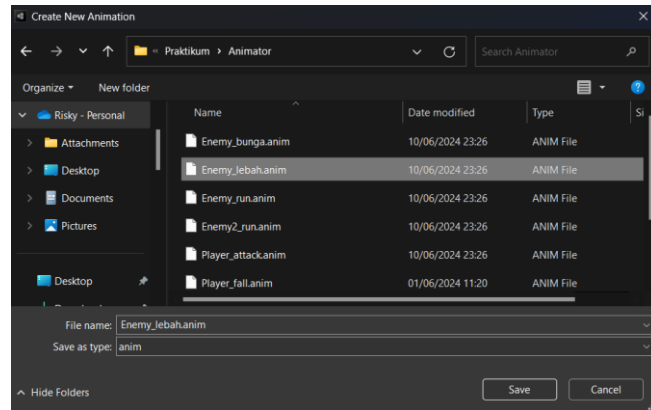 Create New Animation
« Praktikum › Animator
Search Animator
Organize
New folder
Risky - Personal
Attachments
Desktop
Documents
Pictures
Desktop
Name Date modified Type Si
Enemy_bunga.anim 10/06/2024 23:26 ANIM File
Enemy_lebah.anim 10/06/2024 23:26 ANIM File
Enemy_run.anim 10/06/2024 23:26 ANIM File
Enemy2_run.anim 10/06/2024 23:26 ANIM File
Player_attack.anim 10/06/2024 23:26 ANIM File
Player_fall.anim 01/06/2024 11:20 ANIM File
File name: Enemy_lebah.anim
Save as type: anim
Hide Folders
Save
Cancel